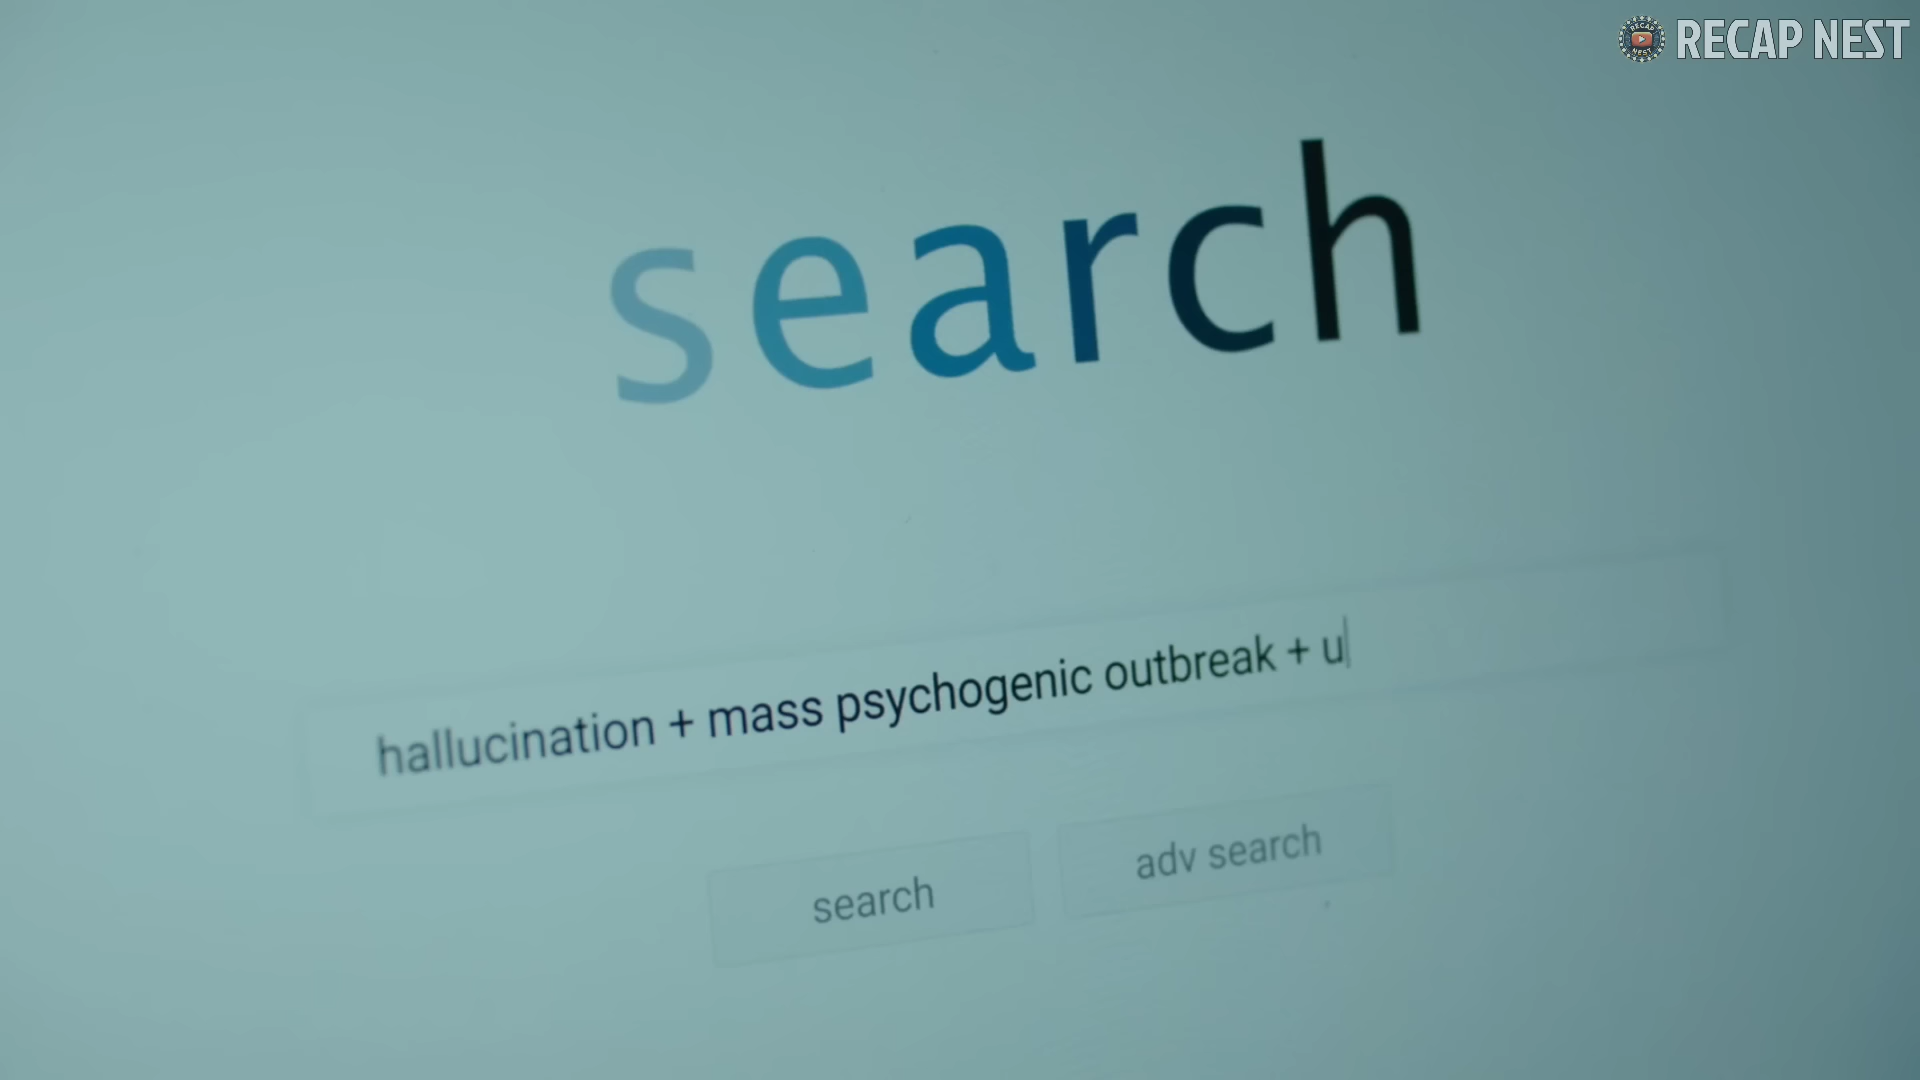 RECAP NEST
search
hallucination + mass psychogenic outbreak + u
search
adv search